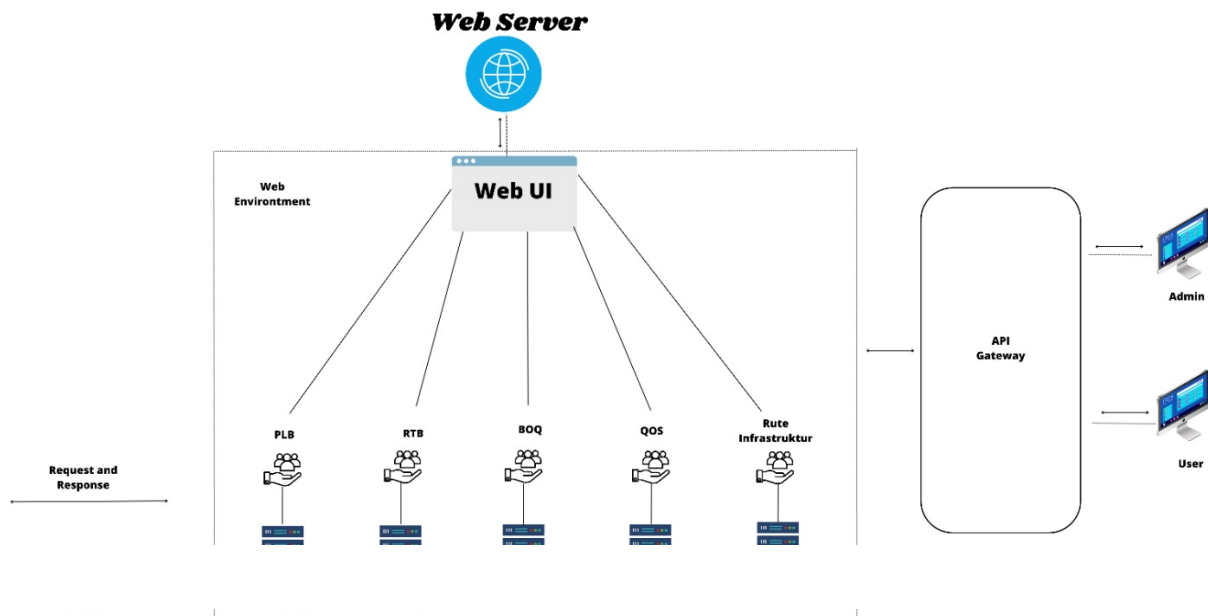 Web Server
Web UI
Web
Environtment
API
Gateway
Admin
User
PLB
RTB
BOQ
QOS
Rute
Infrastruktur
Request and
Response